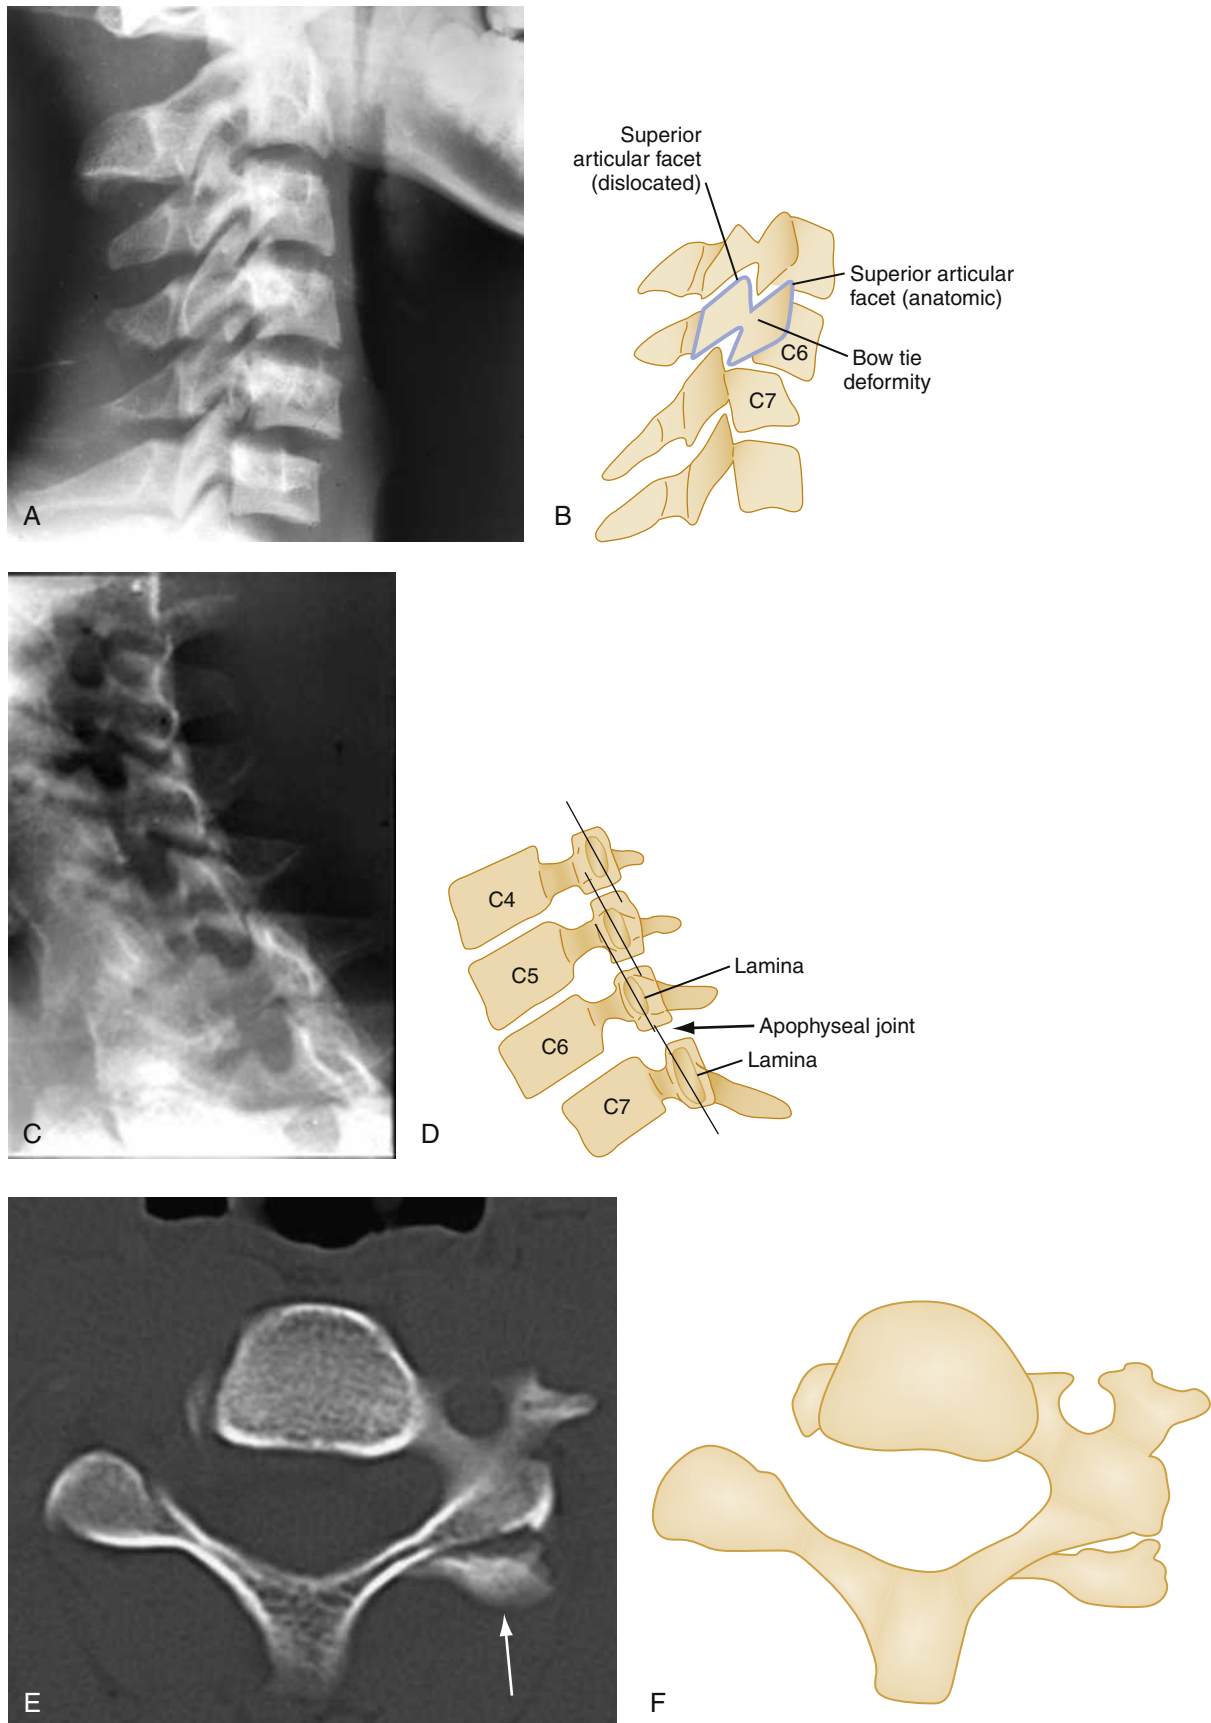 A
Superior
articular facet
(dislocated)
Superior articular
facet (anatomic)
C6
Bow tie
deformity
C7
B
C
C4
C5
Lamina
C6
Apophyseal joint
Lamina
C7
D
E
F